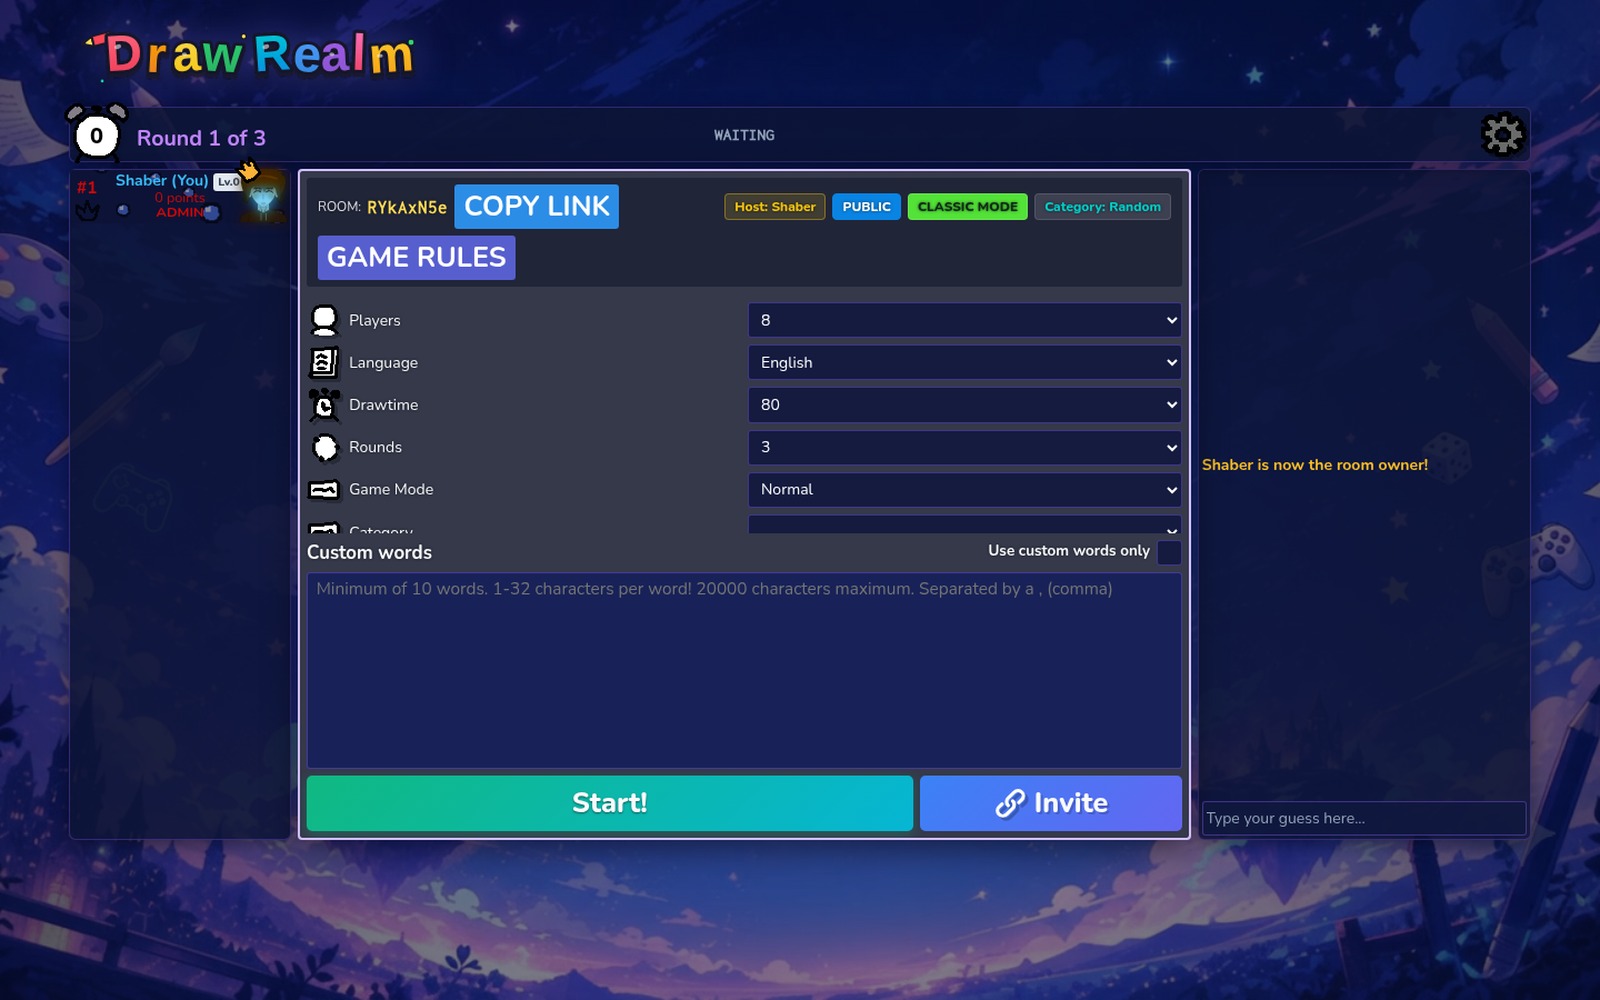 Draw Realm
0
Round 1 of 3
WAITING
#1
Shaber (You)
Lv.0
0 points
ADMIN
ROOM: RYkAxN5e COPY LINK
Host: Shaber
PUBLIC
CLASSIC MODE
Category: Random
GAME RULES
Players
8
Language
English
Drawtime
80
Rounds
3
Game Mode
Normal
Category
Custom words
Use custom words only
Minimum of 10 words. 1-32 characters per word! 20000 characters maximum. Separated by a , (comma)
Start!
Invite
Shaber is now the room owner!
Type your guess here...